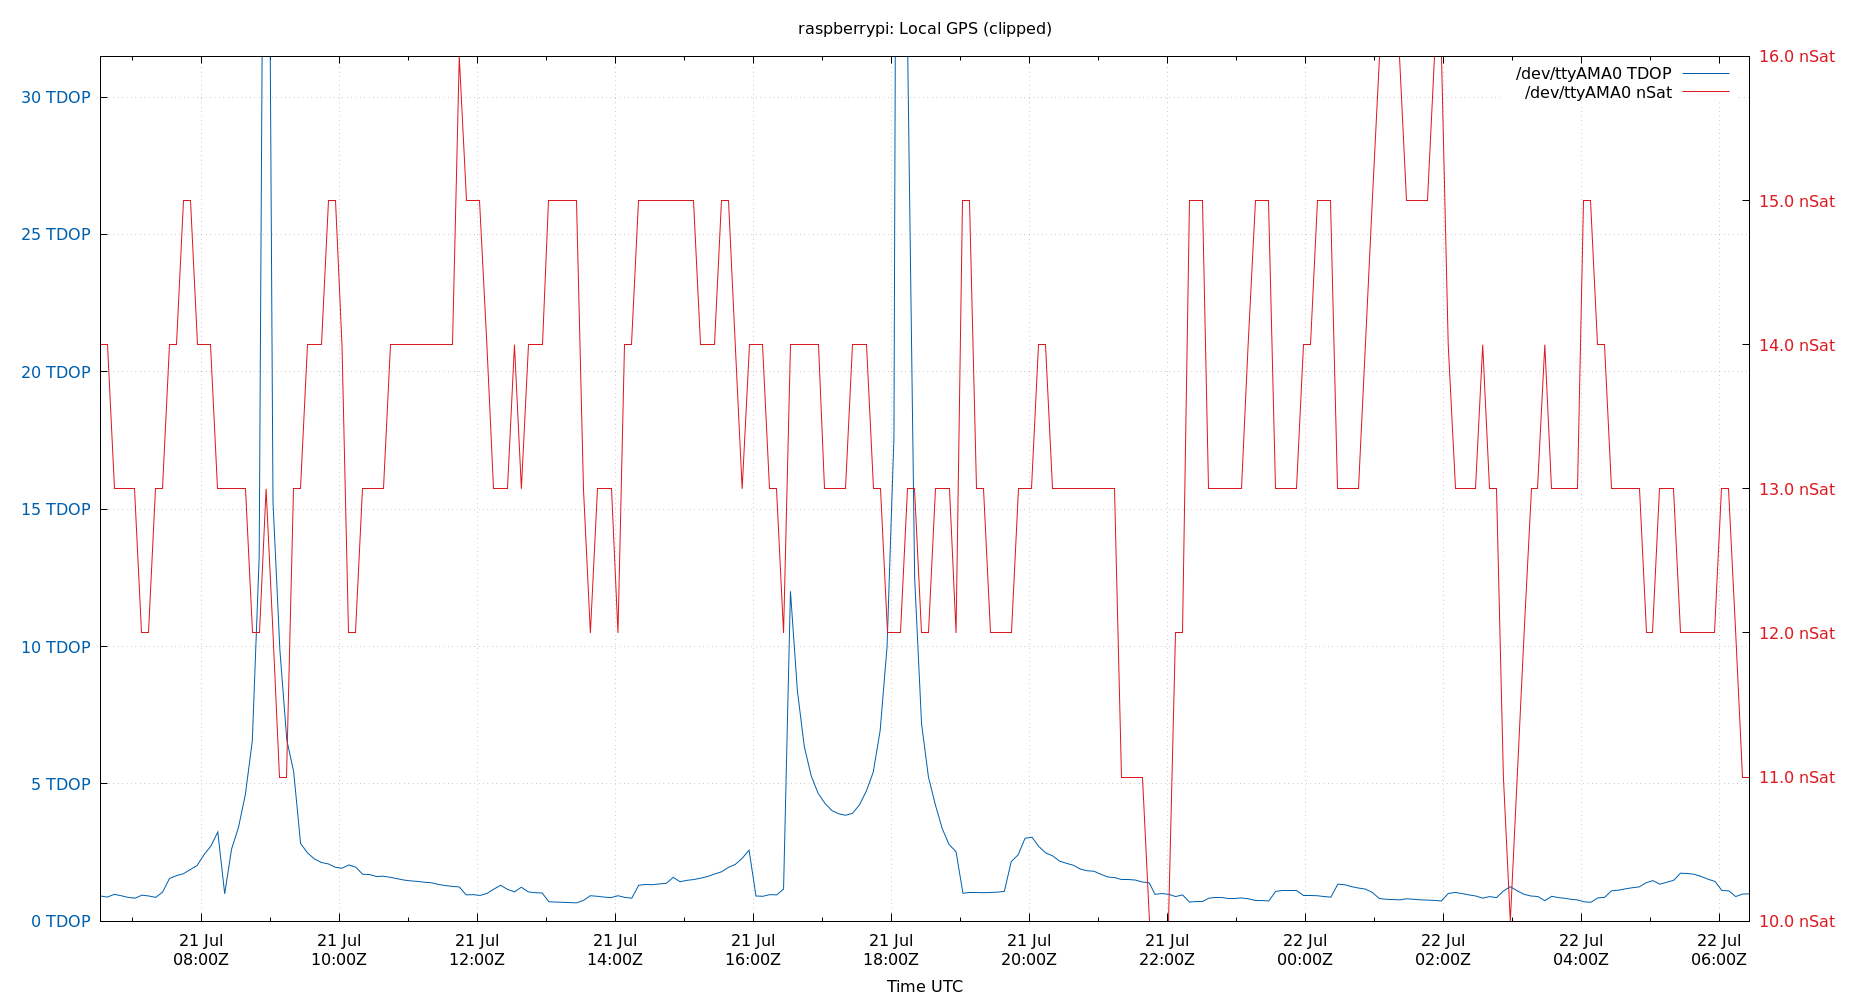 raspberrypi: Local GPS (clipped)
/dev/ttyAMA0 TDOP
/dev/ttyAMA0 nSat
30 TDOP
25 TDOP
20 TDOP
15 TDOP
10 TDOP
5 TDOP
0 TDOP
16.0 nSat
15.0 nSat
14.0 nSat
13.0 nSat
12.0 nSat
11.0 nSat
10.0 nSat
21 Jul 21 Jul 21 Jul 21 Jul 21 Jul 21 Jul 21 Jul 21 Jul 22 Jul 22 Jul 22 Jul 22 Jul
08:00Z 10:00Z 12:00Z 14:00Z 16:00Z 18:00Z 20:00Z 22:00Z 00:00Z 02:00Z 04:00Z 06:00Z
Time UTC